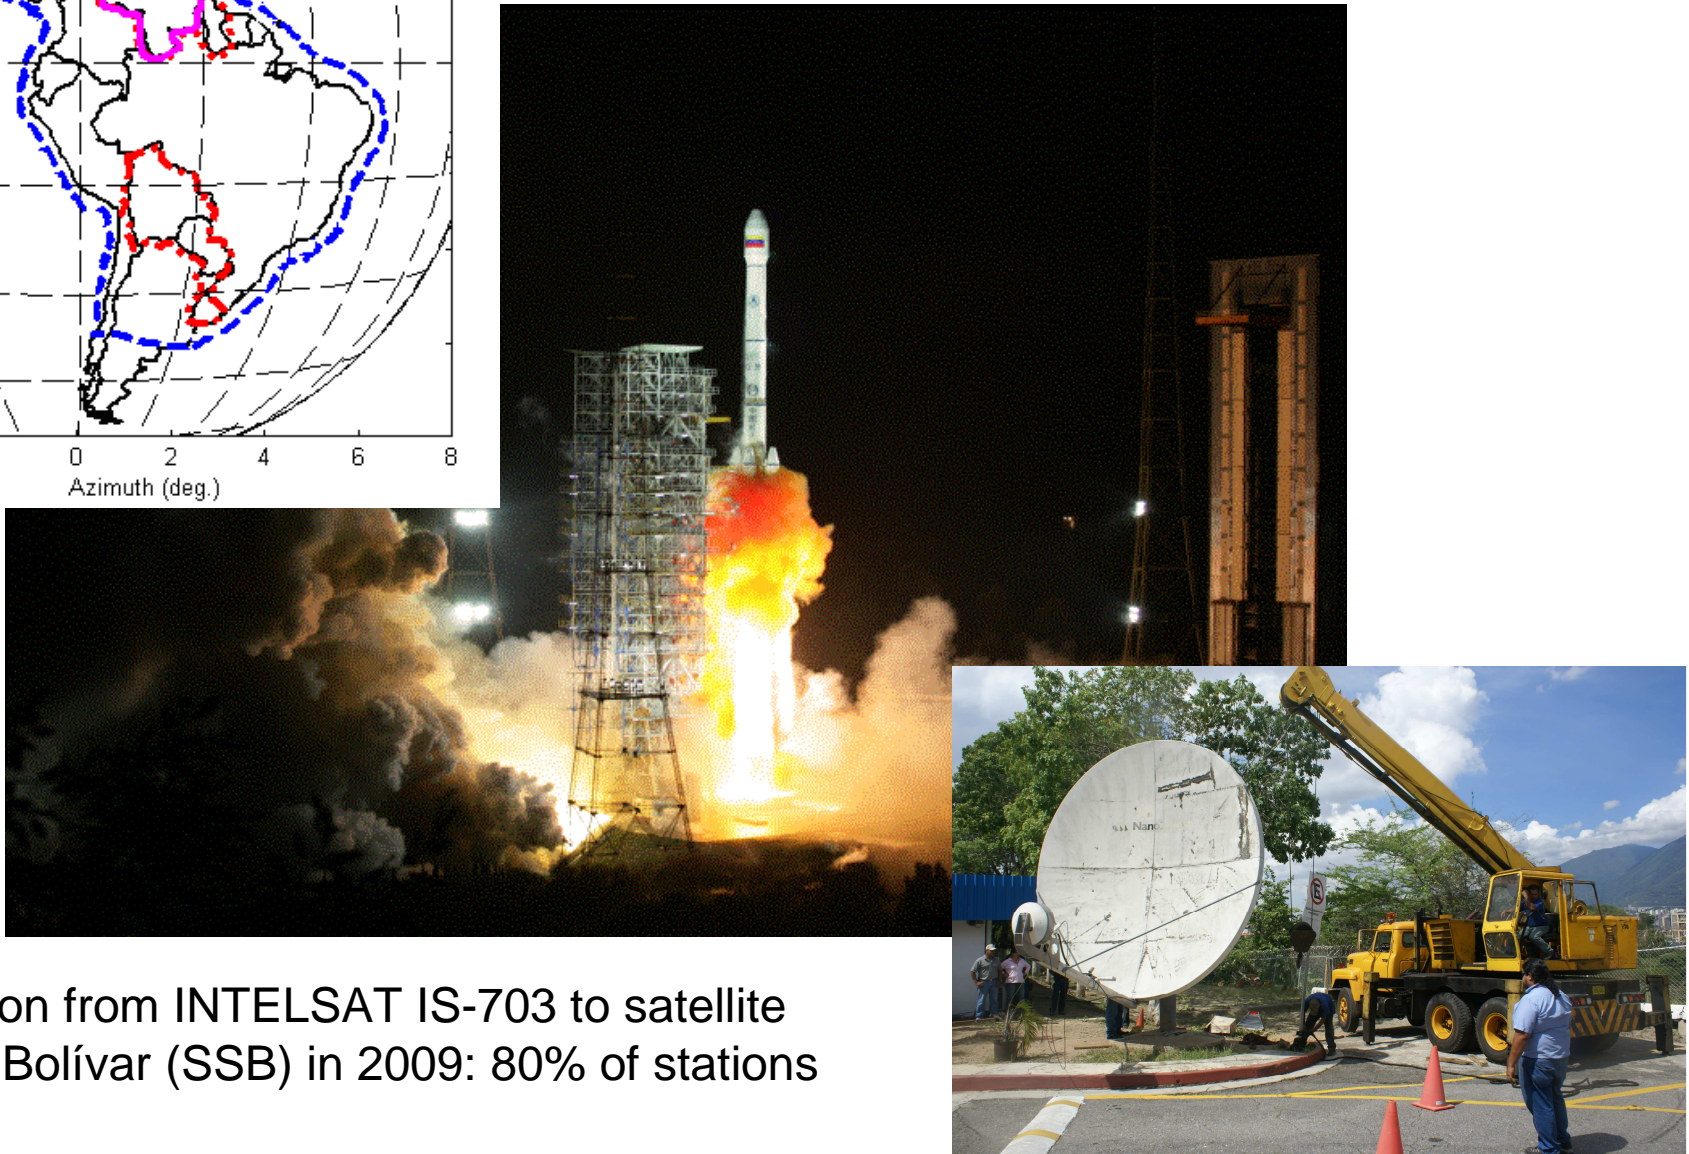 0 2 4 6 8
Azimuth (deg.)
Nano
on from INTELSAT IS-703 to satellite
Bolívar (SSB) in 2009: 80% of stations